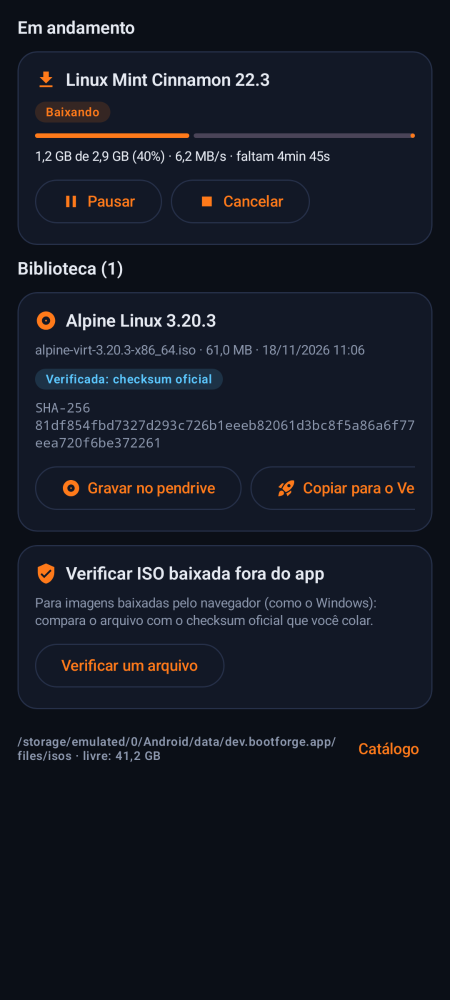 Em andamento
Linux Mint Cinnamon 22.3
Baixando
1,2 GB de 2,9 GB (40%) · 6,2 MB/s · faltam 4min 45s
Pausar
Cancelar
Biblioteca (1)
Alpine Linux 3.20.3
alpine-virt-3.20.3-x86_64.iso · 61,0 MB · 18/11/2026 11:06
Verificada: checksum oficial
SHA-256
81df854fbd7327d293c726b1eeeb82061d3bc8f5a86a6f77
eea720f6be372261
Gravar no pendrive
Copiar para o Ve
Verificar ISO baixada fora do app
Para imagens baixadas pelo navegador (como o Windows):
compara o arquivo com o checksum oficial que você colar.
Verificar um arquivo
/storage/emulated/0/Android/data/dev.bootforge.app/
files/isos · livre: 41,2 GB
Catálogo